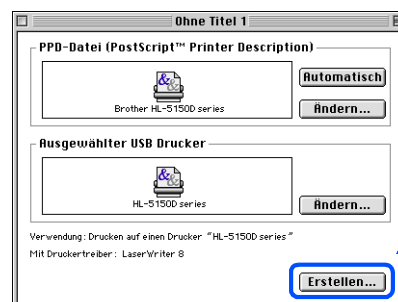 Ohne Titel 1
PPD-Datei (PostScript™ Printer Description)
Brother HL-5150D series
Automatisch
Ändern...
Ausgewählter USB Drucker
HL-5150D series
Ändern...
Verwendung: Drucken auf einen Drucker "HL-5150D series"
Mit Druckertreiber: LaserWriter 8
Erstellen...